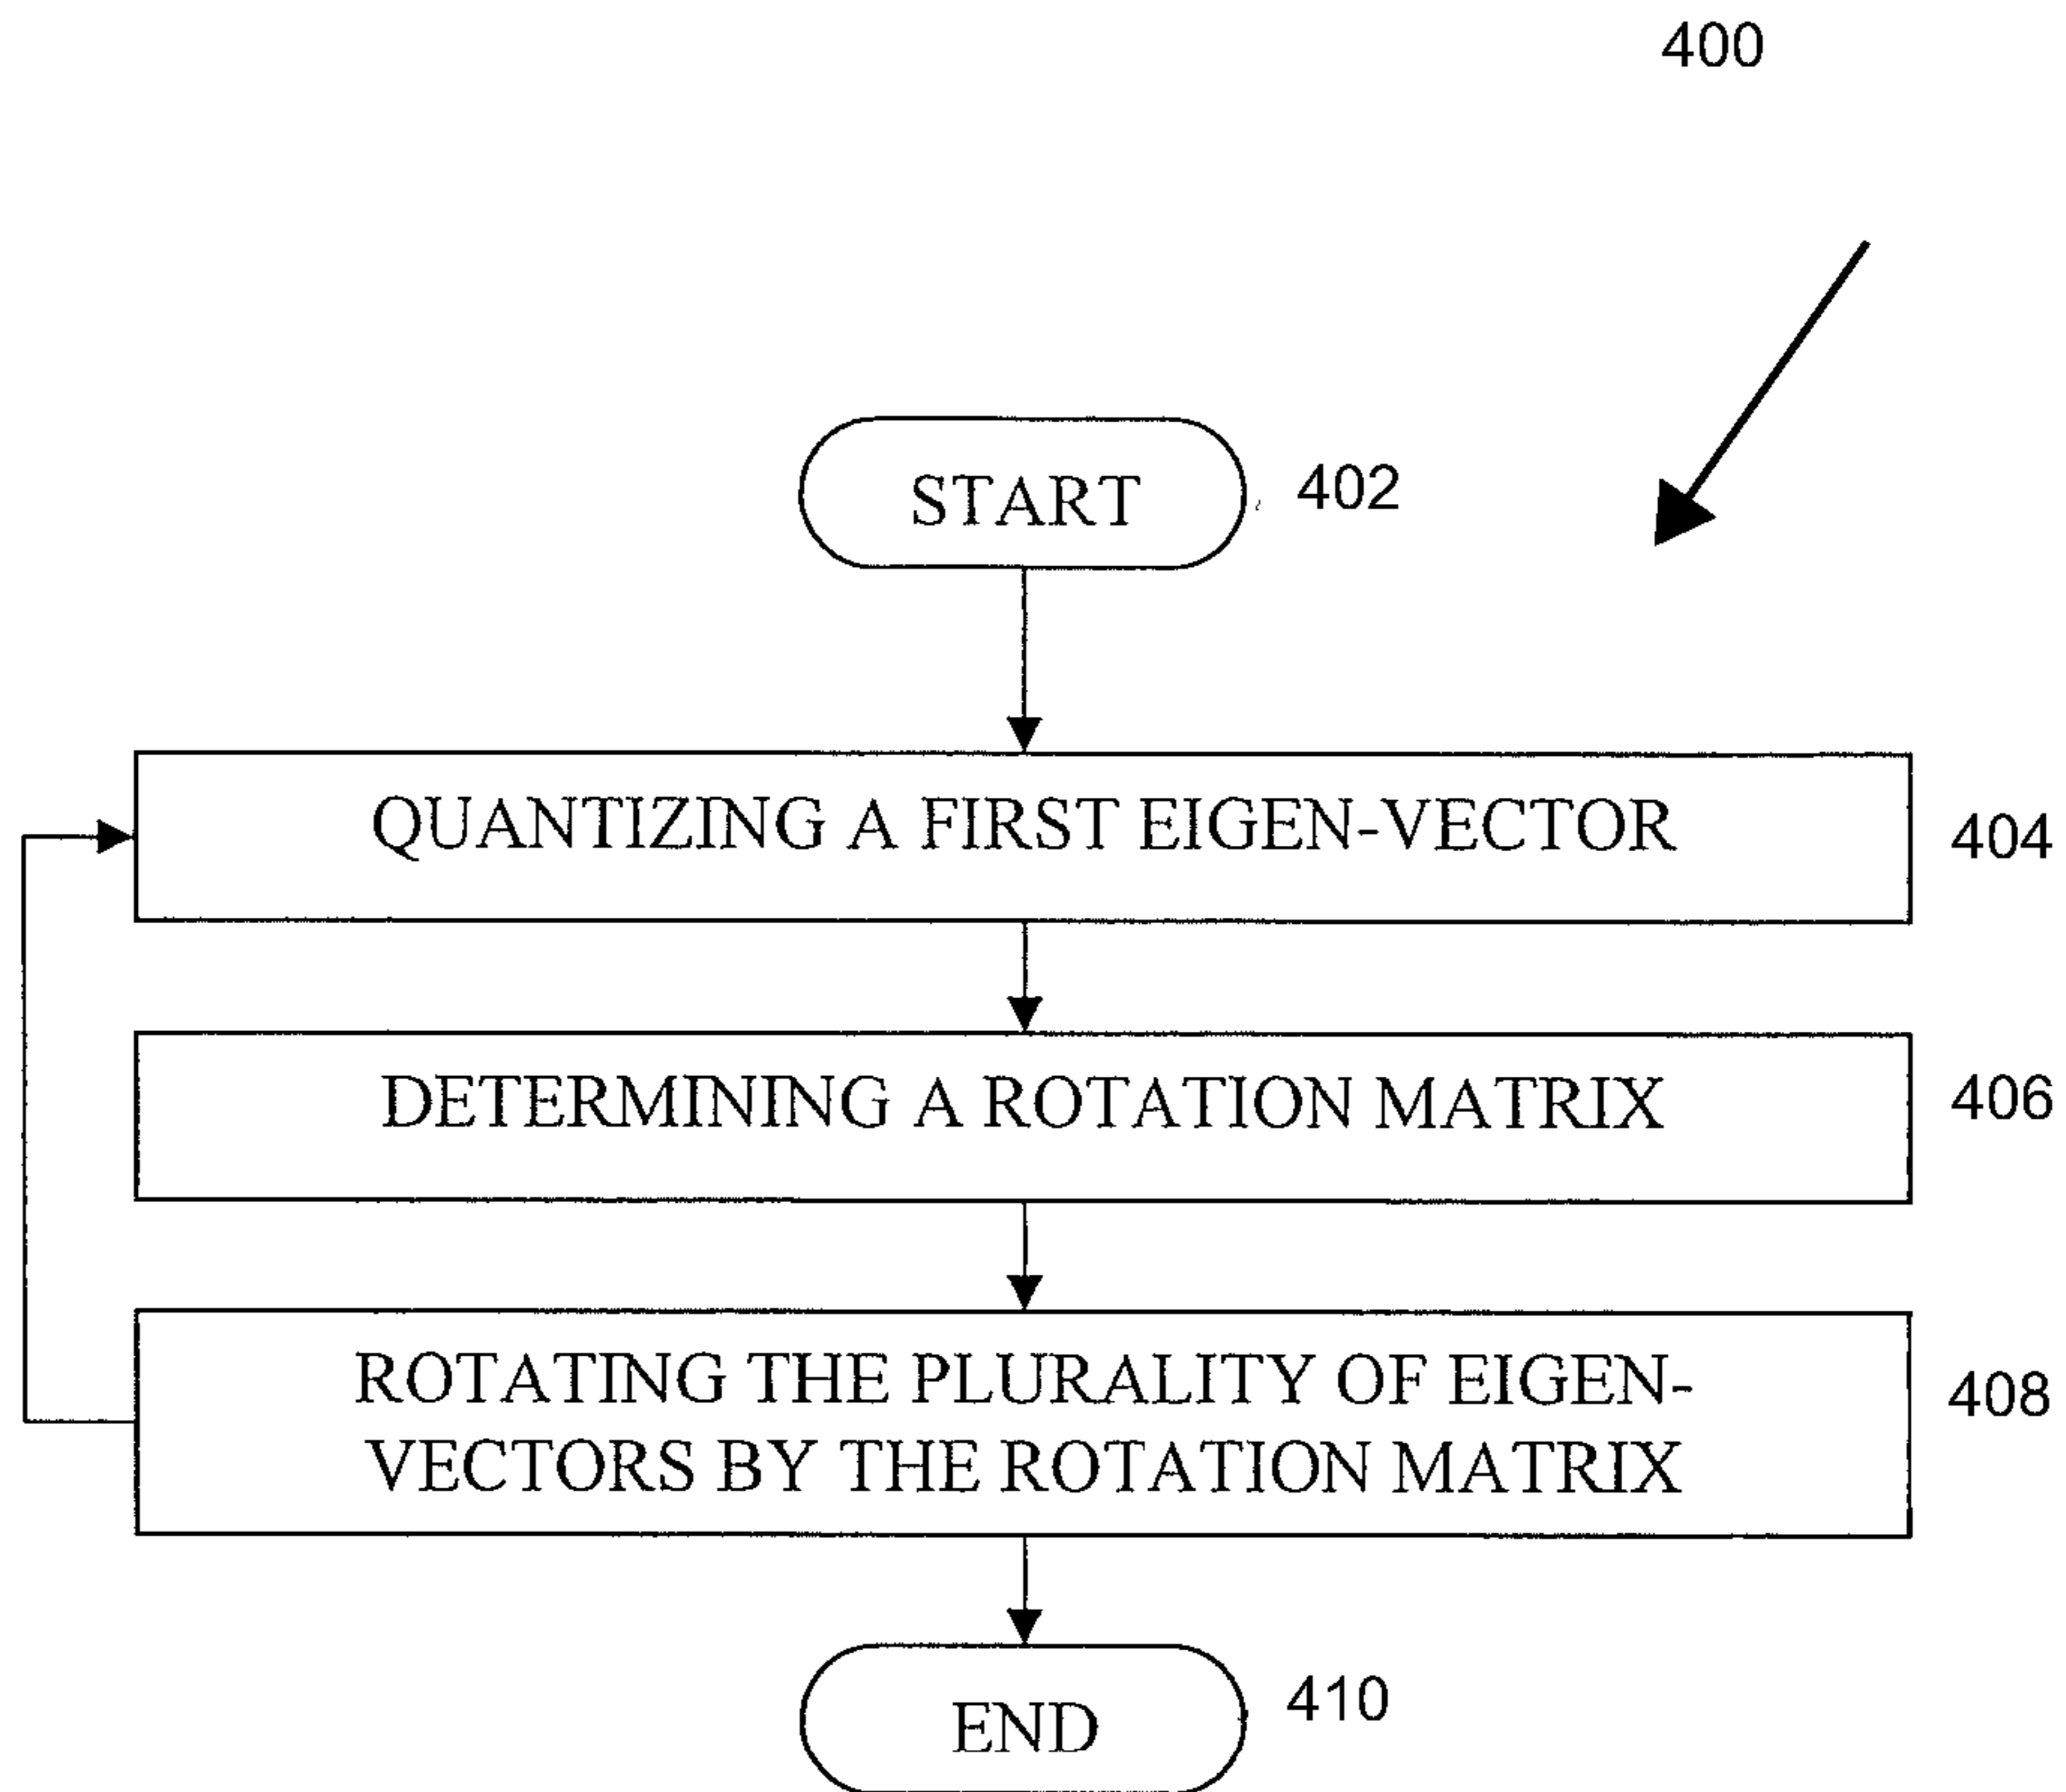 400
START
402
QUANTIZING A FIRST EIGEN-VECTOR
404
DETERMINING A ROTATION MATRIX
406
ROTATING THE PLURALITY OF EIGEN-
VECTORS BY THE ROTATION MATRIX
408
END
410